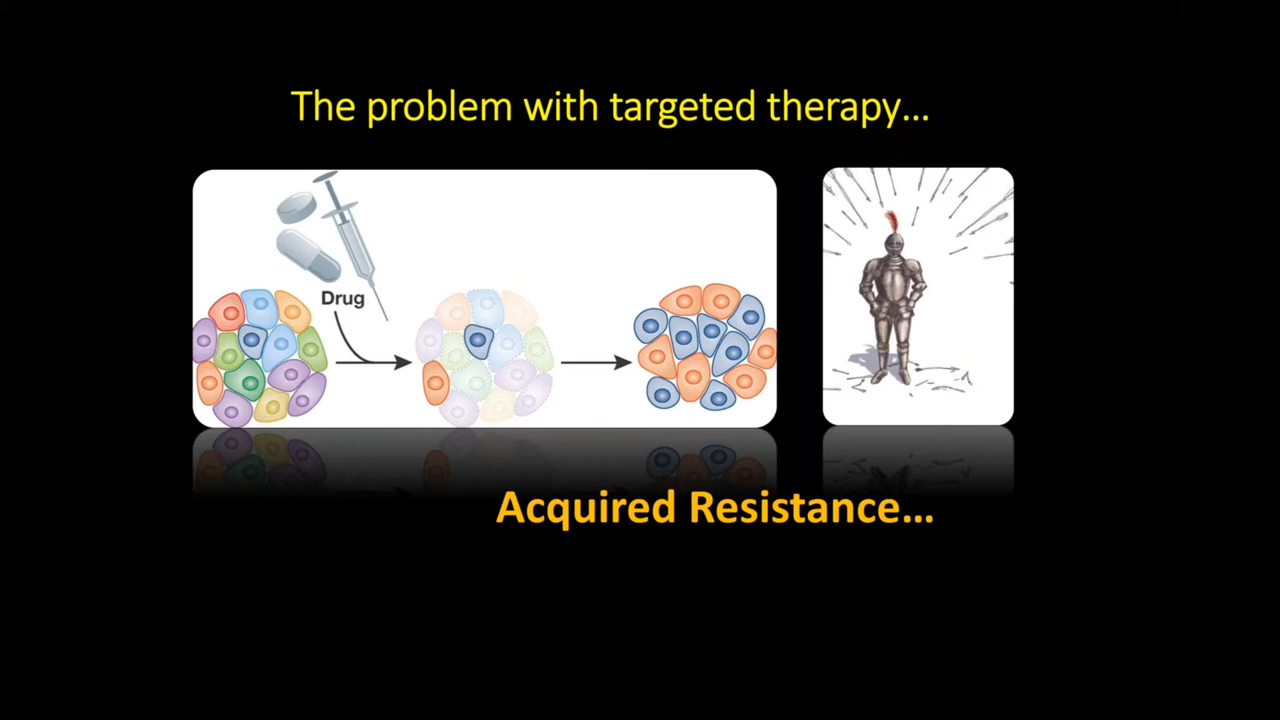 The problem with targeted therapy...
Drug
Acquired Resistance...